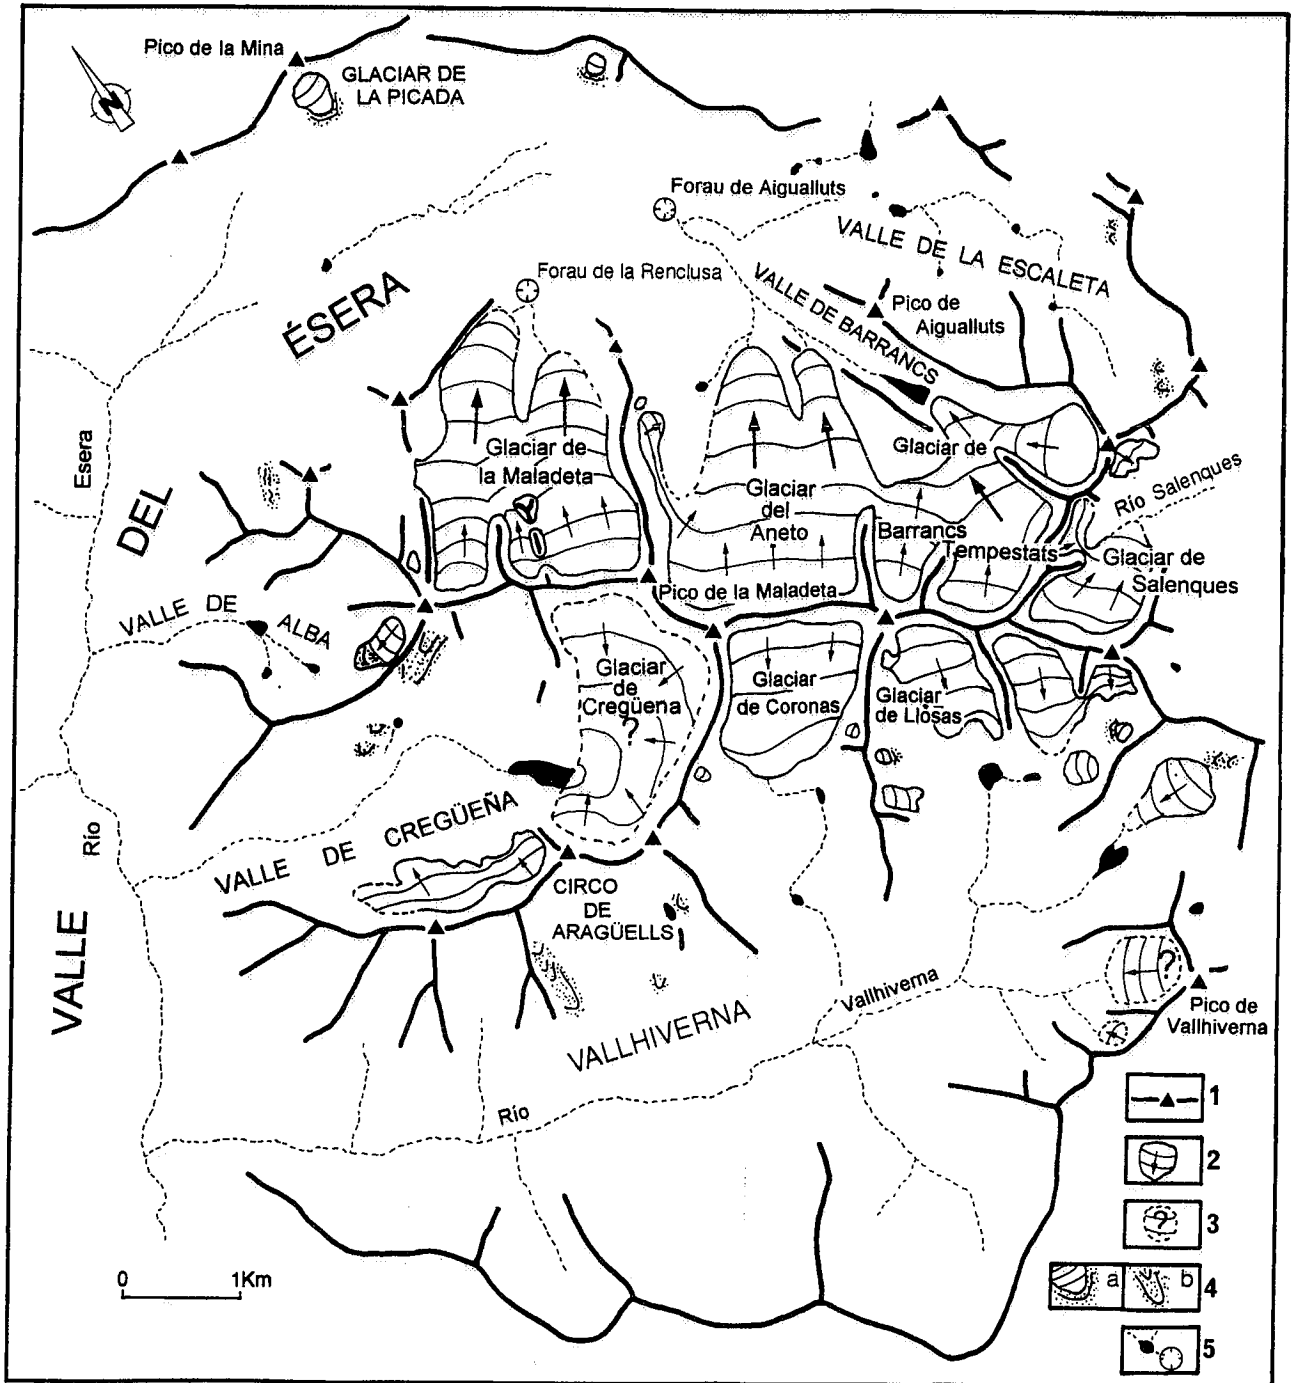 Pico de la Mina
GLACIAR DE
LA PICADA
N
Forau de Aigualluts
VALLE DE LA ESCALETA
Forau de la Renclusa
VALLE DE BARRANCS
Pico de
Aigualluts
ÉSERA
Esera
DEL
Glaciar de
la Maladeta
Glaciar de
Glaciar
del
Aneto
Barrancs
Tempestats
Río Salenques
Glaciar de
Salenques
Pico de la Maladeta
VALLE DE ALBA
Glaciar
de
Cregüena
?
Glaciar
de Coronas
Glaciar
de Llosas
VALLE DE CREGÜEÑA
Río
VALLE
CIRCO
DE
ARAGÜELLS
VALLHIVERNA
Vallhiverna
?
Pico de
Vallhiverna
Río
0 1Km
1
2
? 3
a b 4
5